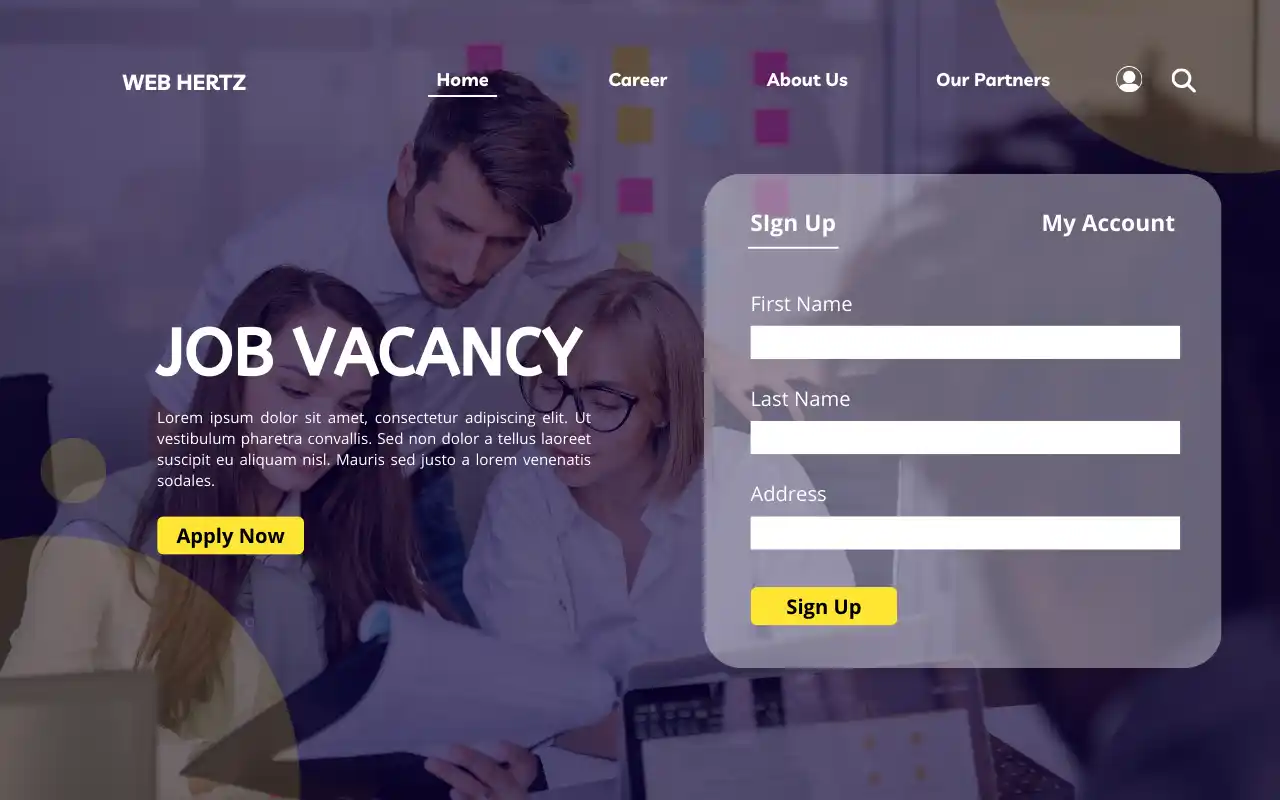 WEB HERTZ
Home
Career
About Us
Our Partners
JOB VACANCY
Lorem ipsum dolor sit amet, consectetur adipiscing elit. Ut
vestibulum pharetra convallis. Sed non dolor a tellus laoreet
suscipit eu aliquam nisl. Mauris sed justo a lorem venenatis
sodales.
Apply Now
SIgn Up
My Account
First Name
Last Name
Address
Sign Up